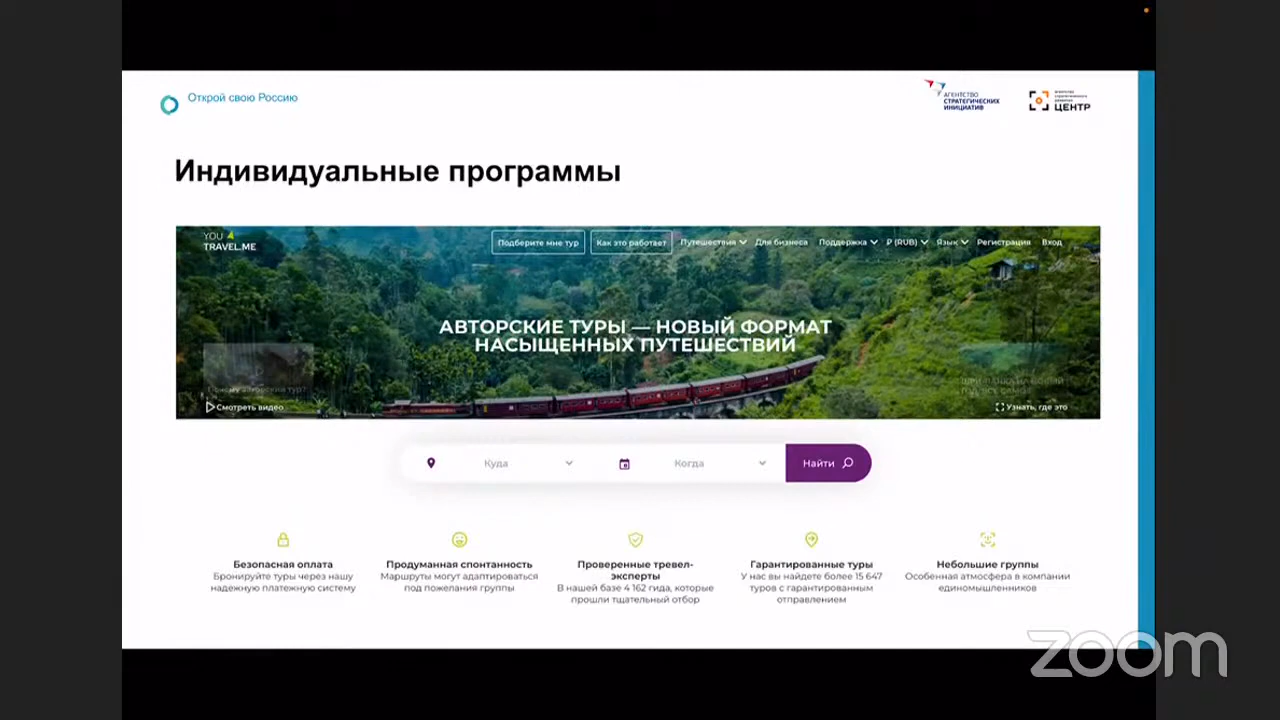 Открой свою Россию
АГЕНТСТВО
СТРАТЕГИЧЕСКИХ
ИНИЦИАТИВ
ЦЕНТР
Индивидуальные программы
YOU
TRAVEL.ME
Подберите мне тур
Как это работает
Путешествия
Для бизнеса
Поддержка
₽ (RUB)
Язык
Регистрация
Вход
АВТОРСКИЕ ТУРЫ — НОВЫЙ ФОРМАТ
НАСЫЩЕННЫХ ПУТЕШЕСТВИЙ
Почему авторский тур?
Смотреть видео
Узнать, где это
Куда
Когда
Найти
Безопасная оплата
Бронируйте туры через нашу
надежную платежную систему
Продуманная спонтанность
Маршруты могут адаптироваться
под пожелания группы
Проверенные тревел-
эксперты
В нашей базе 4 162 гида, которые
прошли тщательный отбор
Гарантированные туры
У нас вы найдете более 15 647
туров с гарантированным
отправлением
Небольшие группы
Особенная атмосфера в компании
единомышленников
zoom